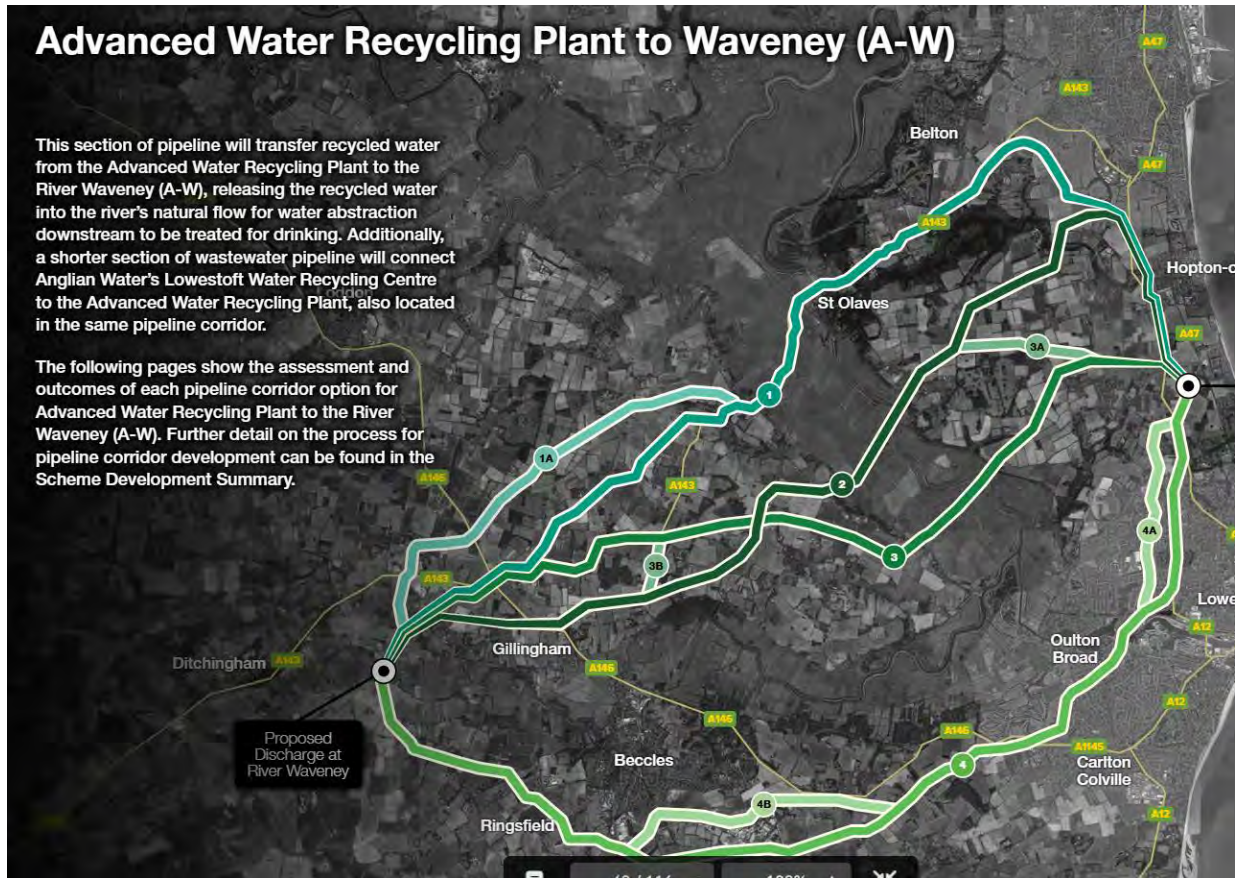 Advanced Water Recycling Plant to Waveney (A-W)
This section of pipeline will transfer recycled water
from the Advanced Water Recycling Plant to the
River Waveney (A-W), releasing the recycled water
into the river's natural flow for water abstraction
downstream to be treated for drinking. Additionally,
a shorter section of wastewater pipeline will connect
Anglian Water's Lowestoft Water Recycling Centre
to the Advanced Water Recycling Plant, also located
in the same pipeline corridor.
The following pages show the assessment and
outcomes of each pipeline corridor option for
Advanced Water Recycling Plant to the River
Waveney (A-W). Further detail on the process for
pipeline corridor development can be found in the
Scheme Development Summary.
A47
A143
Belton
A47
A143
Hopton-o
St Olaves
A47
3A
1
1A
A146
A143
2
4A
3
3B
A143
Lowe
A12
Oulton
Broad
Ditchingham
A143
Gillingham
A146
A12
A146
A146
A1145
Proposed
Discharge at
River Waveney
Beccles
4
Carlton
Colville
4B
A12
Ringsfield